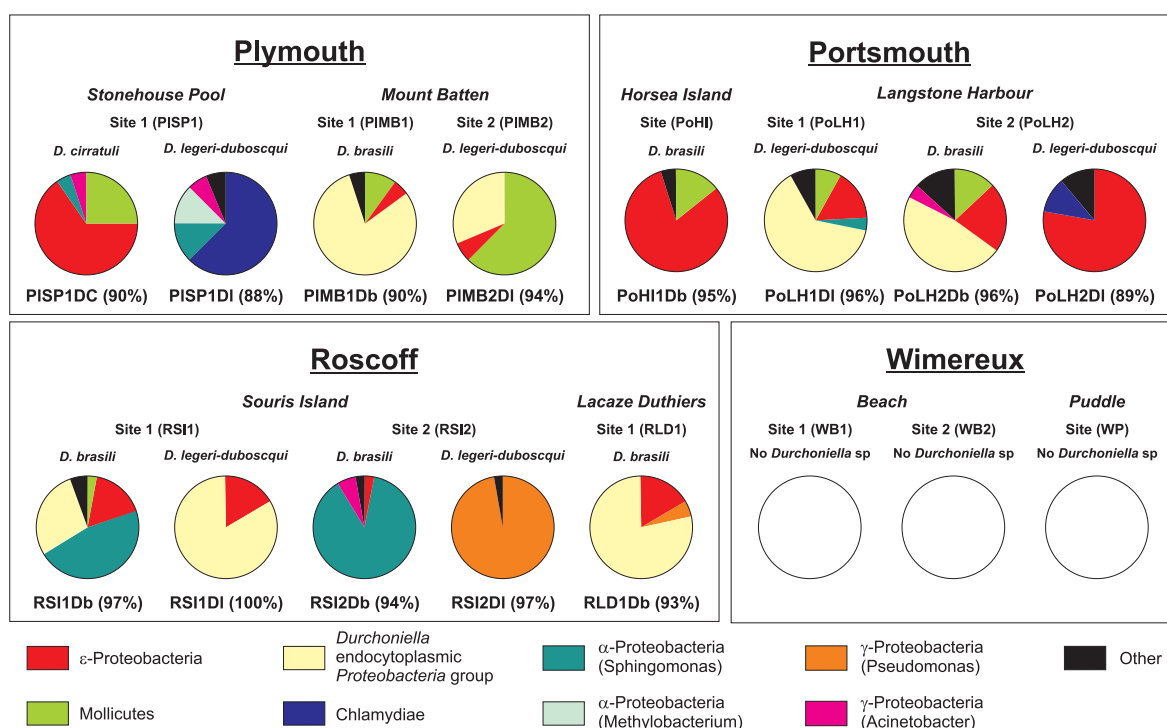 Plymouth
Stonehouse Pool
Mount Batten
Site 1 (PISP1)
Site 1 (PIMB1)
Site 2 (PIMB2)
D. cirratuli
D. legeri-duboscqui
D. brasili
D. legeri-duboscqui
PISP1DC (90%)
PISP1DI (88%)
PIMB1Db (90%)
PIMB2DI (94%)
Portsmouth
Horsea Island
Langstone Harbour
Site (PoHI)
Site 1 (PoLH1)
Site 2 (PoLH2)
D. brasili
D. legeri-duboscqui
D. brasili
D. legeri-duboscqui
PoHI1Db (95%)
PoLH1DI (96%)
PoLH2Db (96%)
PoLH2DI (89%)
Roscoff
Souris Island
Lacaze Duthiers
Site 1 (RSI1)
Site 2 (RSI2)
Site 1 (RLD1)
D. brasili
D. legeri-duboscqui
D. brasili
D. legeri-duboscqui
D. brasili
RSI1Db (97%)
RSI1DI (100%)
RSI2Db (94%)
RSI2DI (97%)
RLD1Db (93%)
Wimereux
Beach
Puddle
Site 1 (WB1)
Site 2 (WB2)
Site (WP)
No Durchoniella sp
No Durchoniella sp
No Durchoniella sp
ε-Proteobacteria
Durchoniella
endocytoplasmic
Proteobacteria group
α-Proteobacteria
(Sphingomonas)
γ-Proteobacteria
(Pseudomonas)
Other
Mollicutes
Chlamydiae
α-Proteobacteria
(Methylobacterium)
γ-Proteobacteria
(Acinetobacter)